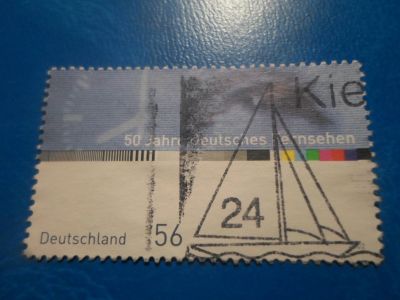 Kie
50 Jahre Deutsches Fernsehen
24
Deutschland 56